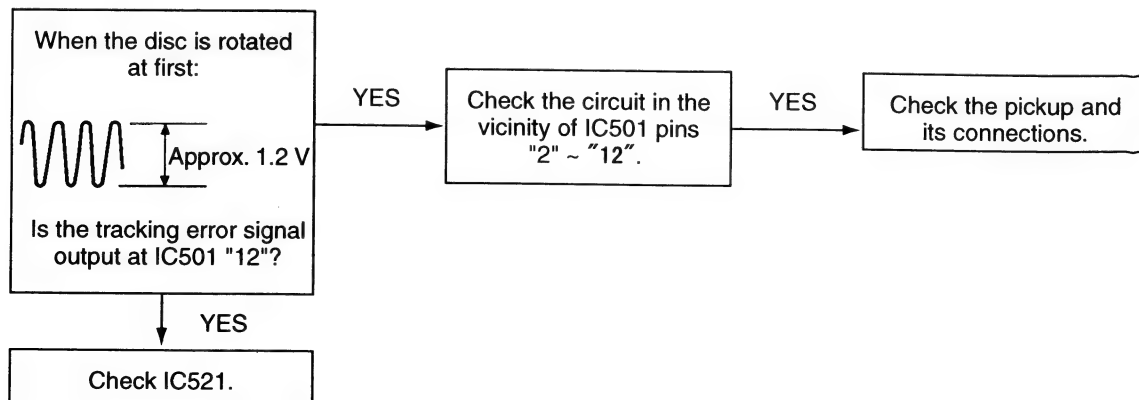 When the disc is rotated
at first:
Approx. 1.2 V
Is the tracking error signal
output at IC501 "12"?
YES
Check the circuit in the
vicinity of IC501 pins
"2" ~ "12".
YES
Check the pickup and
its connections.
YES
Check IC521.